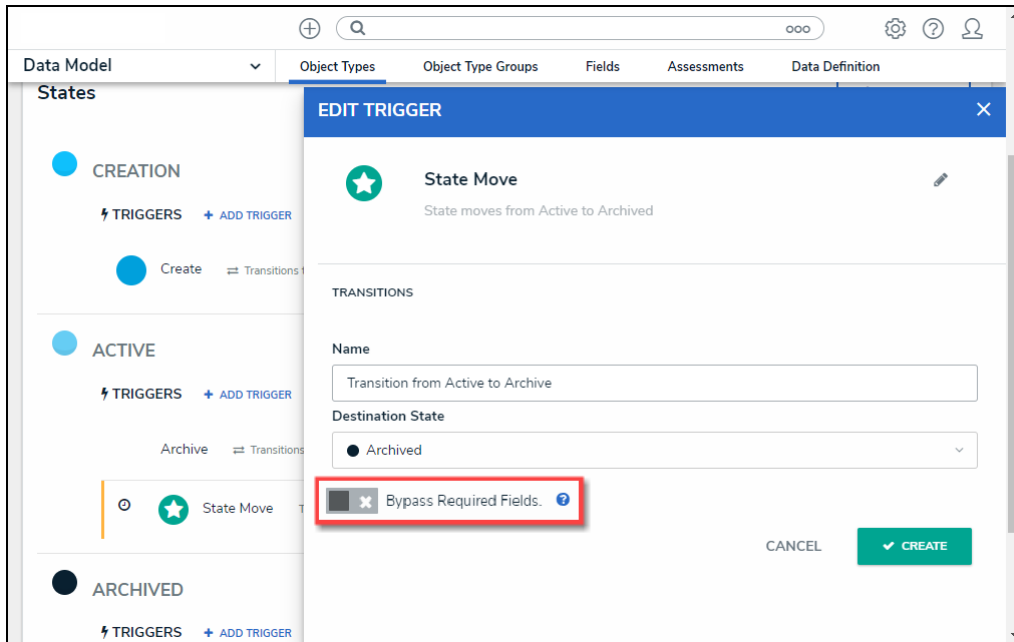 Data Model
Object Types
Object Type Groups
Fields
Assessments
Data Definition
States
CREATION
TRIGGERS
+ ADD TRIGGER
Create
Transitions t
ACTIVE
TRIGGERS
+ ADD TRIGGER
Archive
Transitions
State Move
T
ARCHIVED
TRIGGERS
+ ADD TRIGGER
EDIT TRIGGER
State Move
State moves from Active to Archived
TRANSITIONS
Name
Transition from Active to Archive
Destination State
Archived
Bypass Required Fields.
CANCEL
CREATE